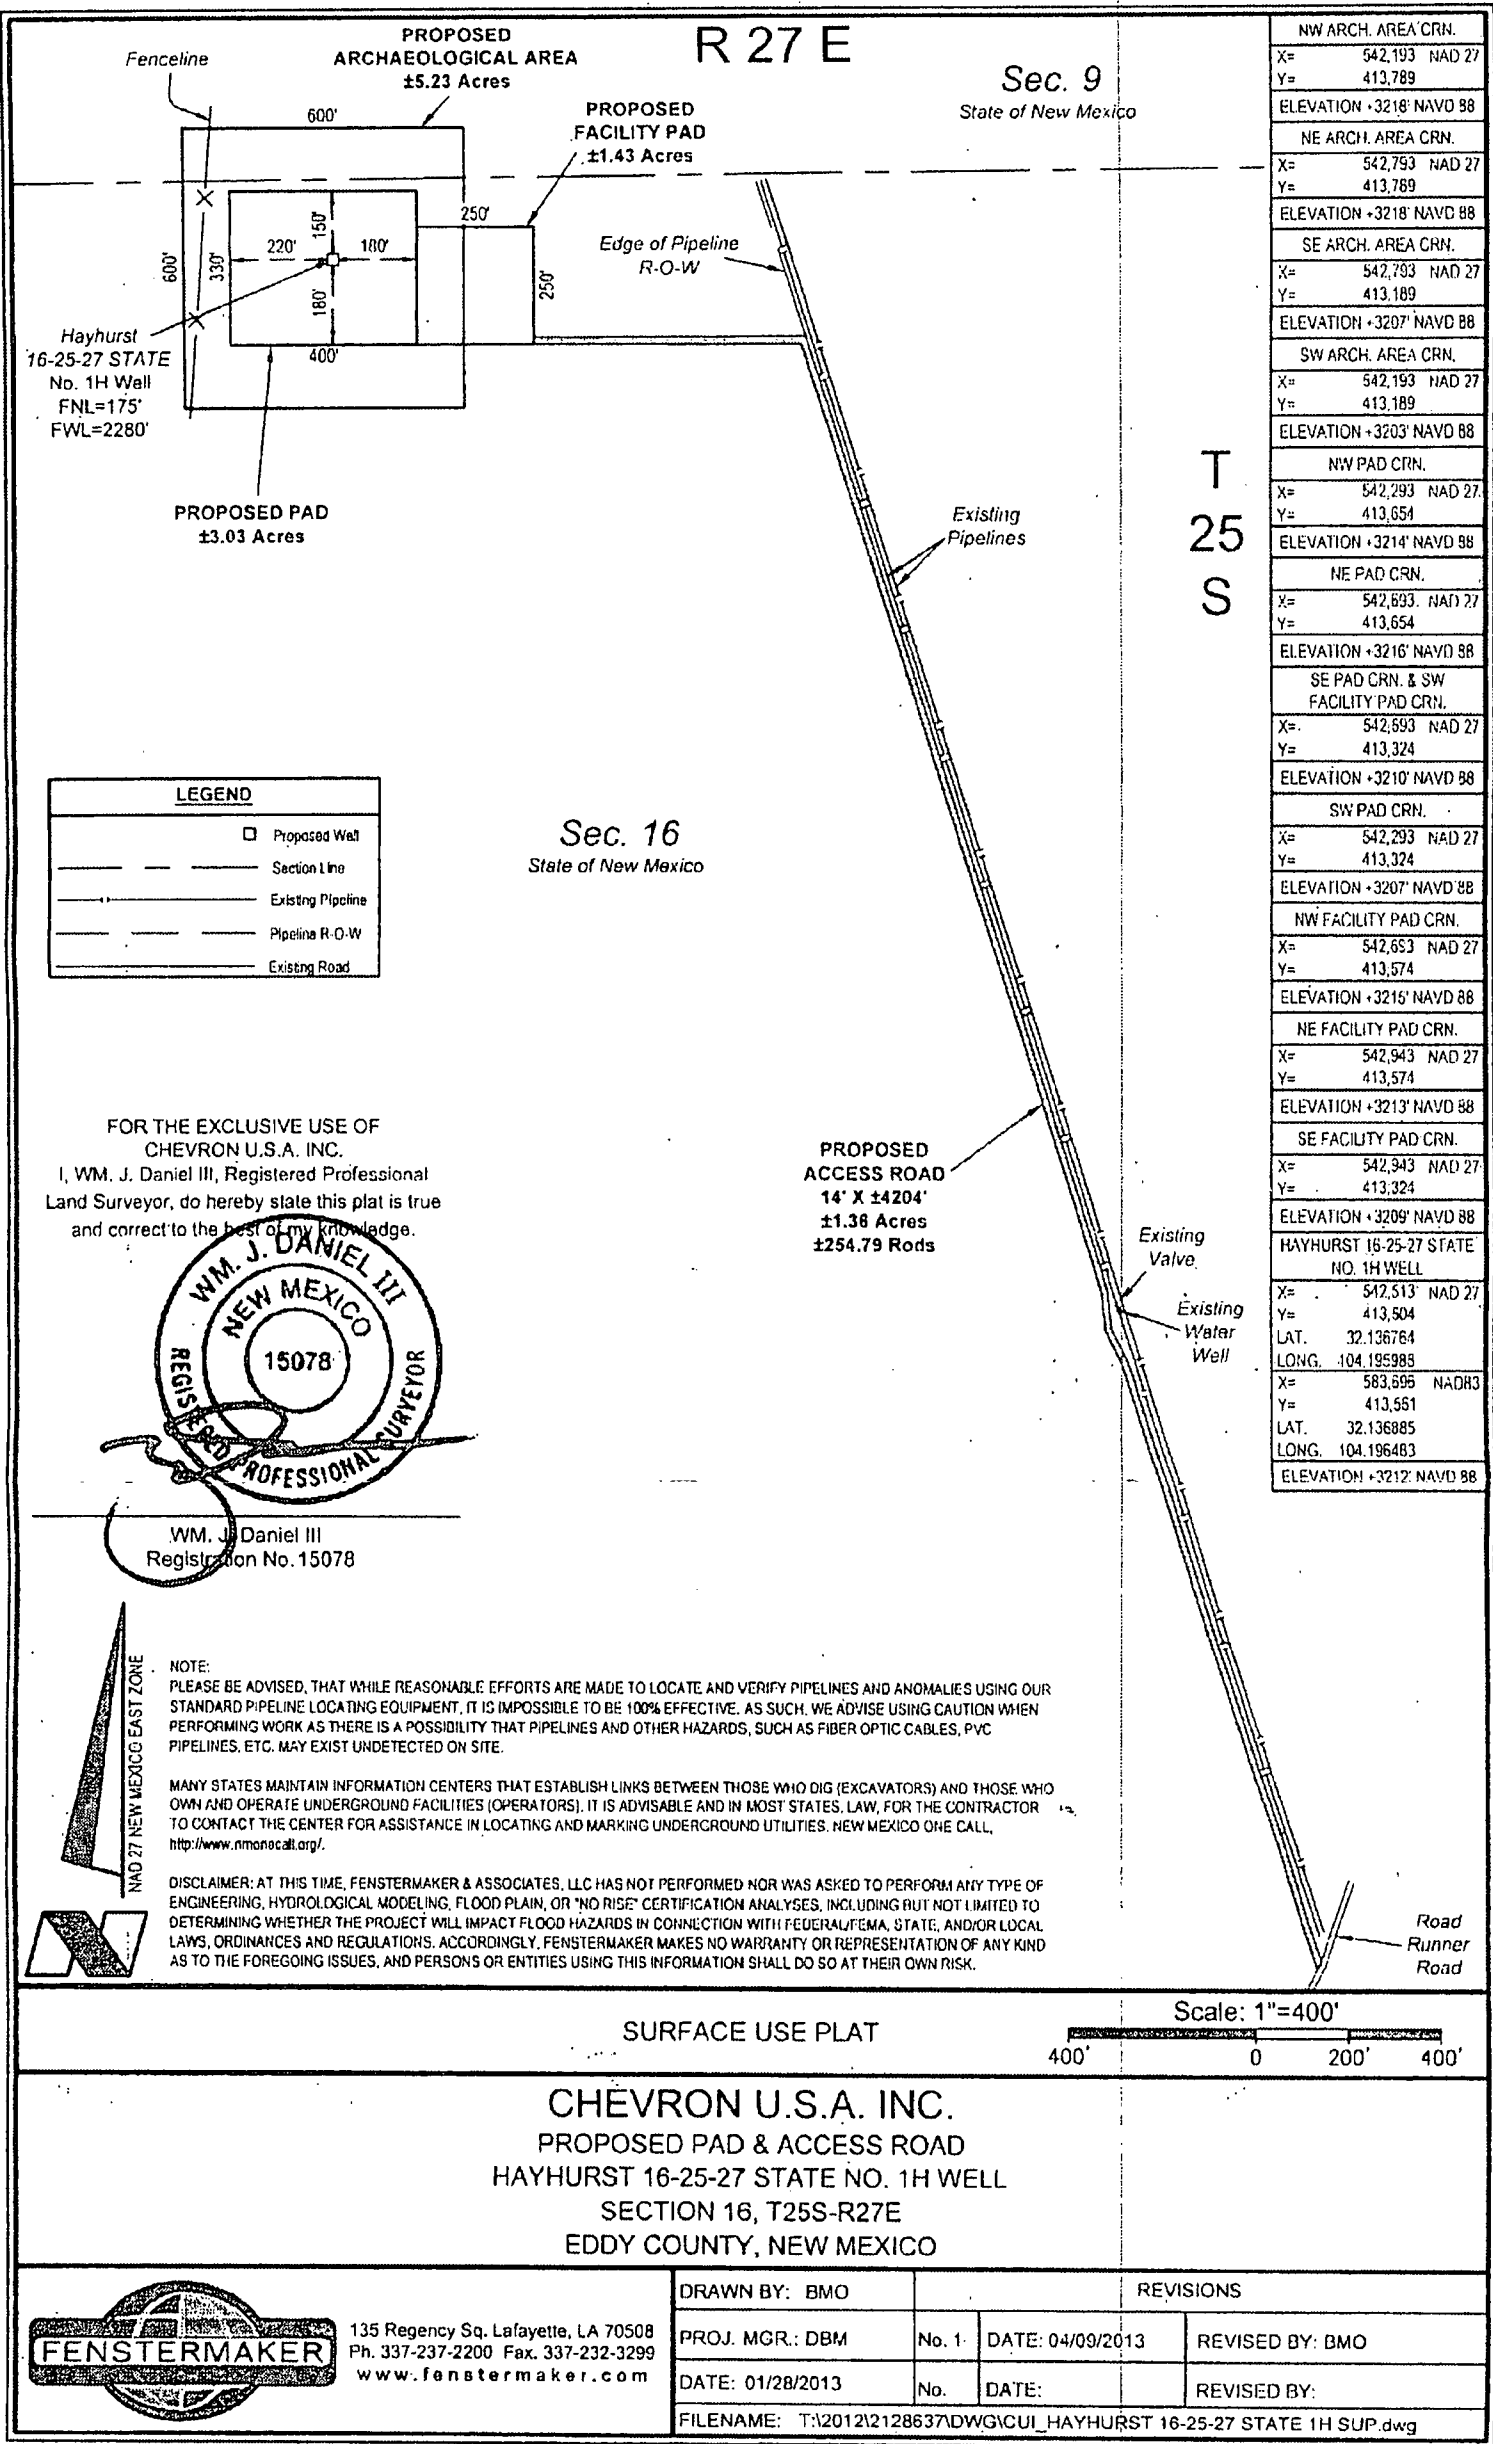 R 27 E
Fenceline
PROPOSED
ARCHAEOLOGICAL AREA
±5.23 Acres
PROPOSED
FACILITY PAD
±1.43 Acres
Sec. 9
State of New Mexico
600'
600'
330'
220'
150'
180'
180'
400'
250'
250'
Edge of Pipeline
R-O-W
Hayhurst
16-25-27 STATE
No. 1H Well
FNL=175'
FWL=2280'
PROPOSED PAD
±3.03 Acres
Existing
Pipelines
T
25
S
LEGEND
Proposed Well
Section Line
Existing Pipeline
Pipeline R-O-W
Existing Road
Sec. 16
State of New Mexico
FOR THE EXCLUSIVE USE OF
CHEVRON U.S.A. INC.
I, WM. J. Daniel III, Registered Professional
Land Surveyor, do hereby state this plat is true
and correct to the best of my knowledge.
WM. J. DANIEL III
NEW MEXICO
15078
REGISTERED PROFESSIONAL SURVEYOR
WM. J. Daniel III
Registration No. 15078
PROPOSED
ACCESS ROAD
14' X ±4204'
±1.36 Acres
±254.79 Rods
Existing
Valve
Existing
Water
Well
Road
Runner
Road
NW ARCH. AREA CRN.
X= 542,193 NAD 27
Y= 413,789
ELEVATION +3218' NAVD 88
NE ARCH. AREA CRN.
X= 542,793 NAD 27
Y= 413,789
ELEVATION +3218' NAVD 88
SE ARCH. AREA CRN.
X= 542,793 NAD 27
Y= 413,189
ELEVATION +3207' NAVD 88
SW ARCH. AREA CRN.
X= 542,193 NAD 27
Y= 413,189
ELEVATION +3203' NAVD 88
NW PAD CRN.
X= 542,293 NAD 27
Y= 413,654
ELEVATION +3214' NAVD 88
NE PAD CRN.
X= 542,693 NAD 27
Y= 413,654
ELEVATION +3216' NAVD 88
SE PAD CRN. & SW
FACILITY PAD CRN.
X= 542,693 NAD 27
Y= 413,324
ELEVATION +3210' NAVD 88
SW PAD CRN.
X= 542,293 NAD 27
Y= 413,324
ELEVATION +3207' NAVD 88
NW FACILITY PAD CRN.
X= 542,693 NAD 27
Y= 413,574
ELEVATION +3215' NAVD 88
NE FACILITY PAD CRN.
X= 542,943 NAD 27
Y= 413,574
ELEVATION +3213' NAVD 88
SE FACILITY PAD CRN.
X= 542,943 NAD 27
Y= 413,324
ELEVATION +3209' NAVD 88
HAYHURST 16-25-27 STATE
NO. 1H WELL
X= 542,513 NAD 27
Y= 413,504
LAT. 32.136764
LONG. 104.195988
X= 583,696 NAD83
Y= 413,561
LAT. 32.136885
LONG. 104.196483
ELEVATION +3212' NAVD 88
NAD 27 NEW MEXICO EAST ZONE
NOTE:
PLEASE BE ADVISED, THAT WHILE REASONABLE EFFORTS ARE MADE TO LOCATE AND VERIFY PIPELINES AND ANOMALIES USING OUR
STANDARD PIPELINE LOCATING EQUIPMENT, IT IS IMPOSSIBLE TO BE 100% EFFECTIVE. AS SUCH, WE ADVISE USING CAUTION WHEN
PERFORMING WORK AS THERE IS A POSSIBILITY THAT PIPELINES AND OTHER HAZARDS, SUCH AS FIBER OPTIC CABLES, PVC
PIPELINES, ETC. MAY EXIST UNDETECTED ON SITE.
MANY STATES MAINTAIN INFORMATION CENTERS THAT ESTABLISH LINKS BETWEEN THOSE WHO DIG (EXCAVATORS) AND THOSE WHO
OWN AND OPERATE UNDERGROUND FACILITIES (OPERATORS). IT IS ADVISABLE AND IN MOST STATES, LAW, FOR THE CONTRACTOR
TO CONTACT THE CENTER FOR ASSISTANCE IN LOCATING AND MARKING UNDERGROUND UTILITIES. NEW MEXICO ONE CALL,
http://www.nmonecall.org/.
DISCLAIMER: AT THIS TIME, FENSTERMAKER & ASSOCIATES, LLC HAS NOT PERFORMED NOR WAS ASKED TO PERFORM ANY TYPE OF
ENGINEERING, HYDROLOGICAL MODELING, FLOOD PLAIN, OR "NO RISE" CERTIFICATION ANALYSES, INCLUDING BUT NOT LIMITED TO
DETERMINING WHETHER THE PROJECT WILL IMPACT FLOOD HAZARDS IN CONNECTION WITH FEDERAL/FEMA, STATE, AND/OR LOCAL
LAWS, ORDINANCES AND REGULATIONS. ACCORDINGLY, FENSTERMAKER MAKES NO WARRANTY OR REPRESENTATION OF ANY KIND
AS TO THE FOREGOING ISSUES, AND PERSONS OR ENTITIES USING THIS INFORMATION SHALL DO SO AT THEIR OWN RISK.
SURFACE USE PLAT
Scale: 1"=400'
400' 0 200' 400'
CHEVRON U.S.A. INC.
PROPOSED PAD & ACCESS ROAD
HAYHURST 16-25-27 STATE NO. 1H WELL
SECTION 16, T25S-R27E
EDDY COUNTY, NEW MEXICO
FENSTERMAKER
135 Regency Sq. Lafayette, LA 70508
Ph. 337-237-2200 Fax. 337-232-3299
www.fenstermaker.com
DRAWN BY: BMO
REVISIONS
PROJ. MGR.: DBM
No. 1
DATE: 04/09/2013
REVISED BY: BMO
DATE: 01/28/2013
No.
DATE:
REVISED BY:
FILENAME: T:\2012\2128637\DWG\CUI_HAYHURST 16-25-27 STATE 1H SUP.dwg